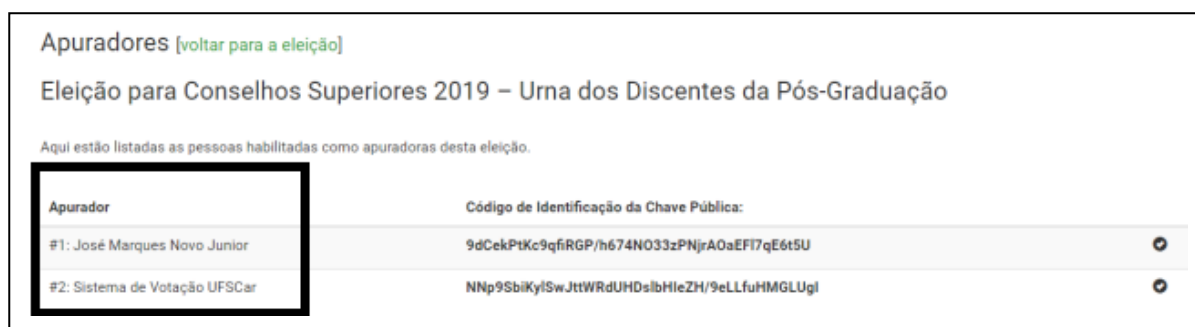 Apuradores [voltar para a eleição]
Eleição para Conselhos Superiores 2019 – Urna dos Discentes da Pós-Graduação
Aqui estão listadas as pessoas habilitadas como apuradoras desta eleição.
Apurador Código de Identificação da Chave Pública:
#1: José Marques Novo Junior 9dCekPtKc9qfiRGP/h674NO33zPNjrAOaEFl7qE6t5U
#2: Sistema de Votação UFSCar NNp9SbiKylSwJttWRdUHDslbHIeZH/9eLLfuHMGLUgI